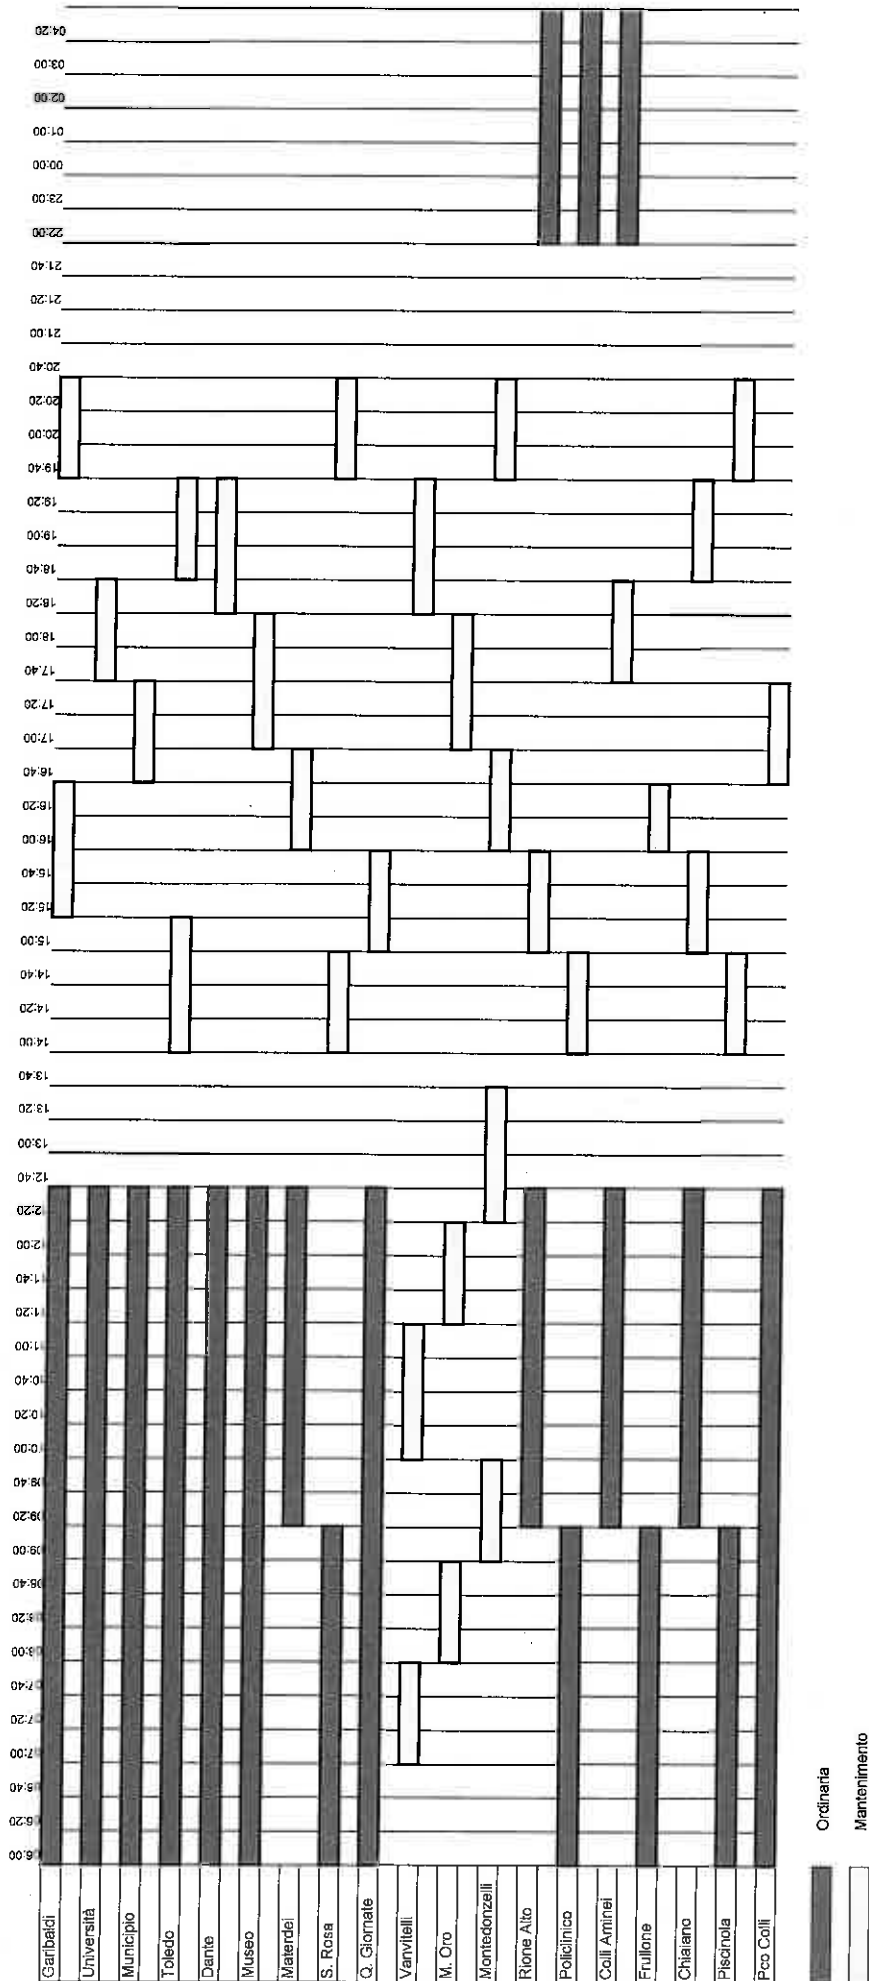 04:20
03:00
02:00
01:00
00:00
23:00
22:00
21:40
21:20
21:00
20:40
20:20
20:00
19:40
19:20
19:00
18:40
18:20
18:00
17:40
17:20
17:00
16:40
16:20
16:00
15:40
15:20
15:00
14:40
14:20
14:00
13:40
13:20
13:00
12:40
12:20
12:00
11:40
11:20
11:00
10:40
10:20
10:00
09:40
09:20
09:00
08:40
08:20
08:00
07:40
07:20
07:00
06:40
06:20
06:00
Garibaldi
Università
Municipio
Toledo
Dante
Museo
Materdei
S. Rosa
Q. Giornate
Vanvitelli
M. Oro
Montedonzelli
Rione Alto
Policlinico
Colli Aminei
Frullone
Chiaiano
Piscinola
Pco Colli
Ordinaria
Mantenimento